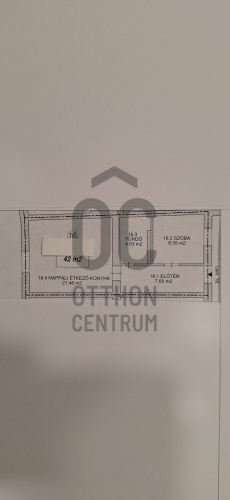 16.
42 m2
16.3
FÜRDŐ
4.63 m2
16.2 SZOBA
8.35 m2
16.4 NAPPALI-ÉTKEZŐ-KONYHA
21.46 m2
16.1 ELŐTÉR
7.60 m2
OTTHON
CENTRUM